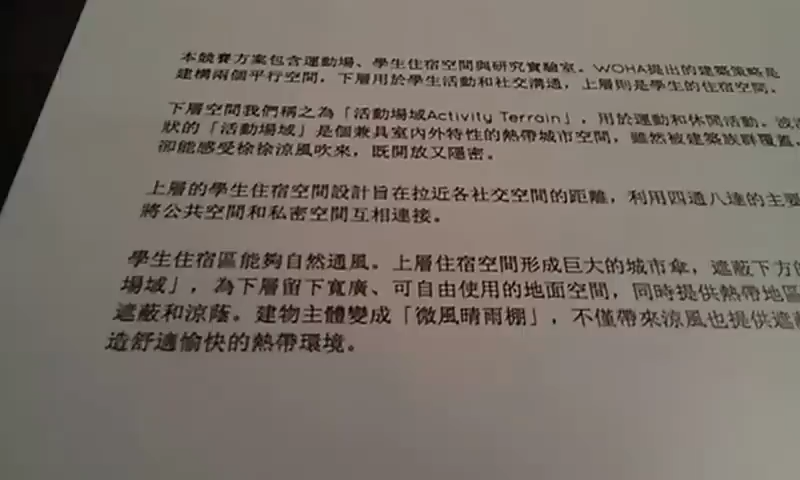 本競賽方案包含運動場、學生住宿空間與研究實驗室。WOHA提出的建築策略是
建構兩個平行空間，下層用於學生活動和社交溝通，上層則是學生的住宿空間。
下層空間我們稱之為「活動場域Activity Terrain」，用於運動和休閒活動。波
狀的「活動場域」是個兼具室內外特性的熱帶城市空間，雖然被建築族群覆蓋，
卻能感受徐徐涼風吹來，既開放又隱密。
上層的學生住宿空間設計旨在拉近各社交空間的距離，利用四通八達的主要
將公共空間和私密空間互相連接。
學生住宿區能夠自然通風。上層住宿空間形成巨大的城市傘，遮蔽下方的
場域」，為下層留下寬廣、可自由使用的地面空間，同時提供熱帶地區
遮蔽和涼蔭。建物主體變成「微風晴雨棚」，不僅帶來涼風也提供遮蔽
造舒適愉快的熱帶環境。